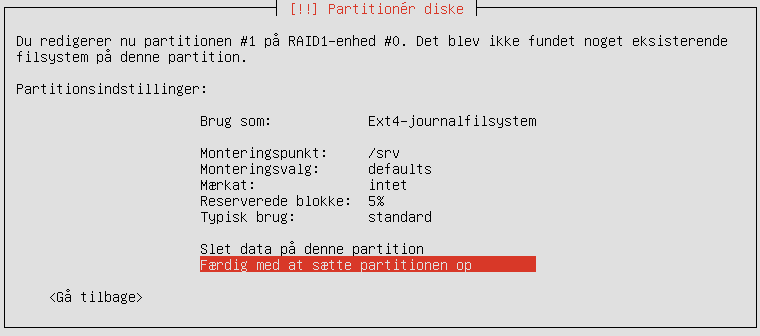 [!!] Partitionér diske
Du redigerer nu partitionen #1 på RAID1-enhed #0. Det blev ikke fundet noget eksisterende
filsystem på denne partition.
Partitionsindstillinger:
Brug som: Ext4-journalfilsystem
Monteringspunkt: /srv
Monteringsvalg: defaults
Mærkat: intet
Reserverede blokke: 5%
Typisk brug: standard
Slet data på denne partition
Færdig med at sætte partitionen op
<Gå tilbage>